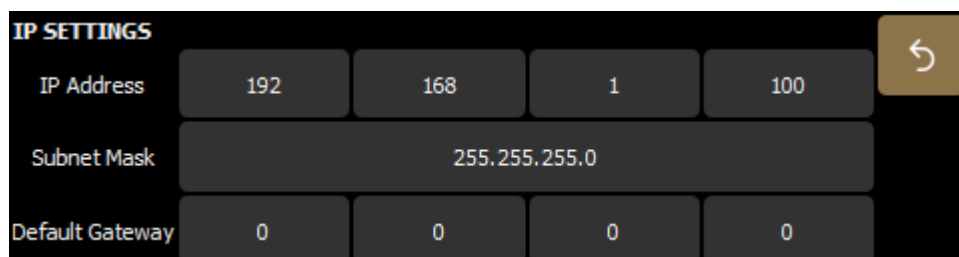 IP SETTINGS
IP Address 192 168 1 100
Subnet Mask 255.255.255.0
Default Gateway 0 0 0 0